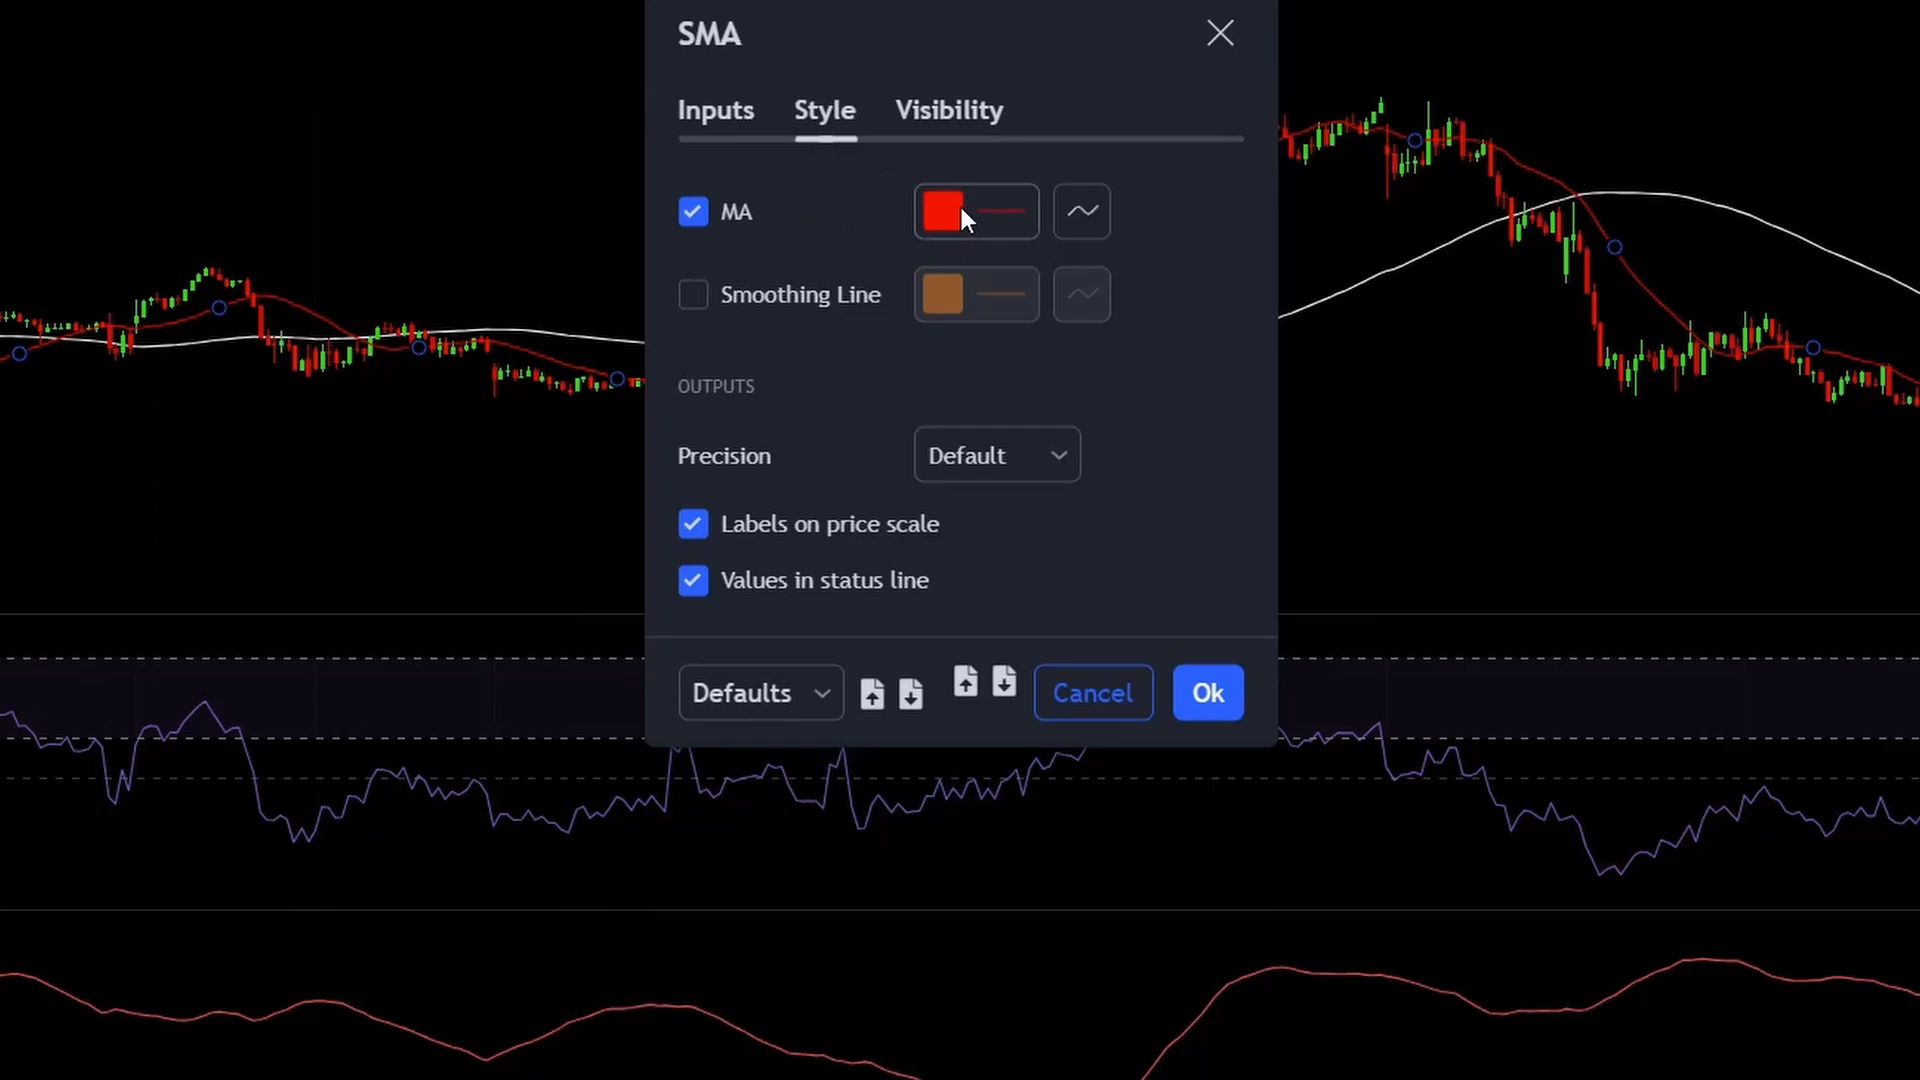 SMA
Inputs Style Visibility
MA
Smoothing Line
OUTPUTS
Precision Default
Labels on price scale
Values in status line
Defaults Cancel Ok